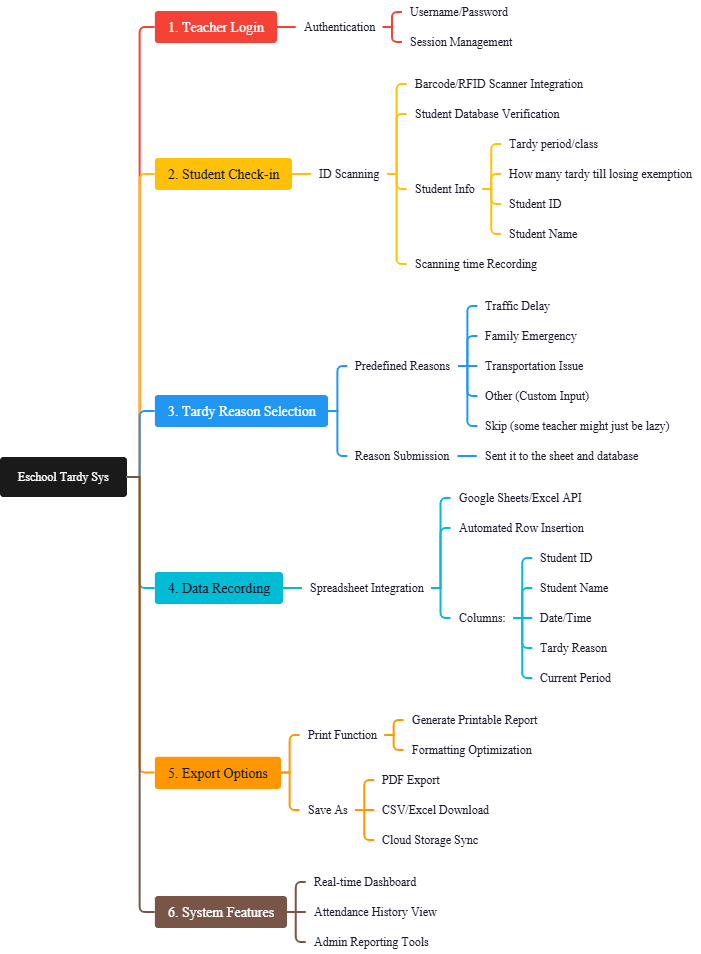 1. Teacher Login
Authentication
Username/Password
Session Management
2. Student Check-in
ID Scanning
Barcode/RFID Scanner Integration
Student Database Verification
Student Info
Tardy period/class
How many tardy till losing exemption
Student ID
Student Name
Scanning time Recording
3. Tardy Reason Selection
Predefined Reasons
Traffic Delay
Family Emergency
Transportation Issue
Other (Custom Input)
Skip (some teacher might just be lazy)
Reason Submission
Sent it to the sheet and database
Eschool Tardy Sys
4. Data Recording
Spreadsheet Integration
Google Sheets/Excel API
Automated Row Insertion
Columns:
Student ID
Student Name
Date/Time
Tardy Reason
Current Period
5. Export Options
Print Function
Generate Printable Report
Formatting Optimization
Save As
PDF Export
CSV/Excel Download
Cloud Storage Sync
6. System Features
Real-time Dashboard
Attendance History View
Admin Reporting Tools